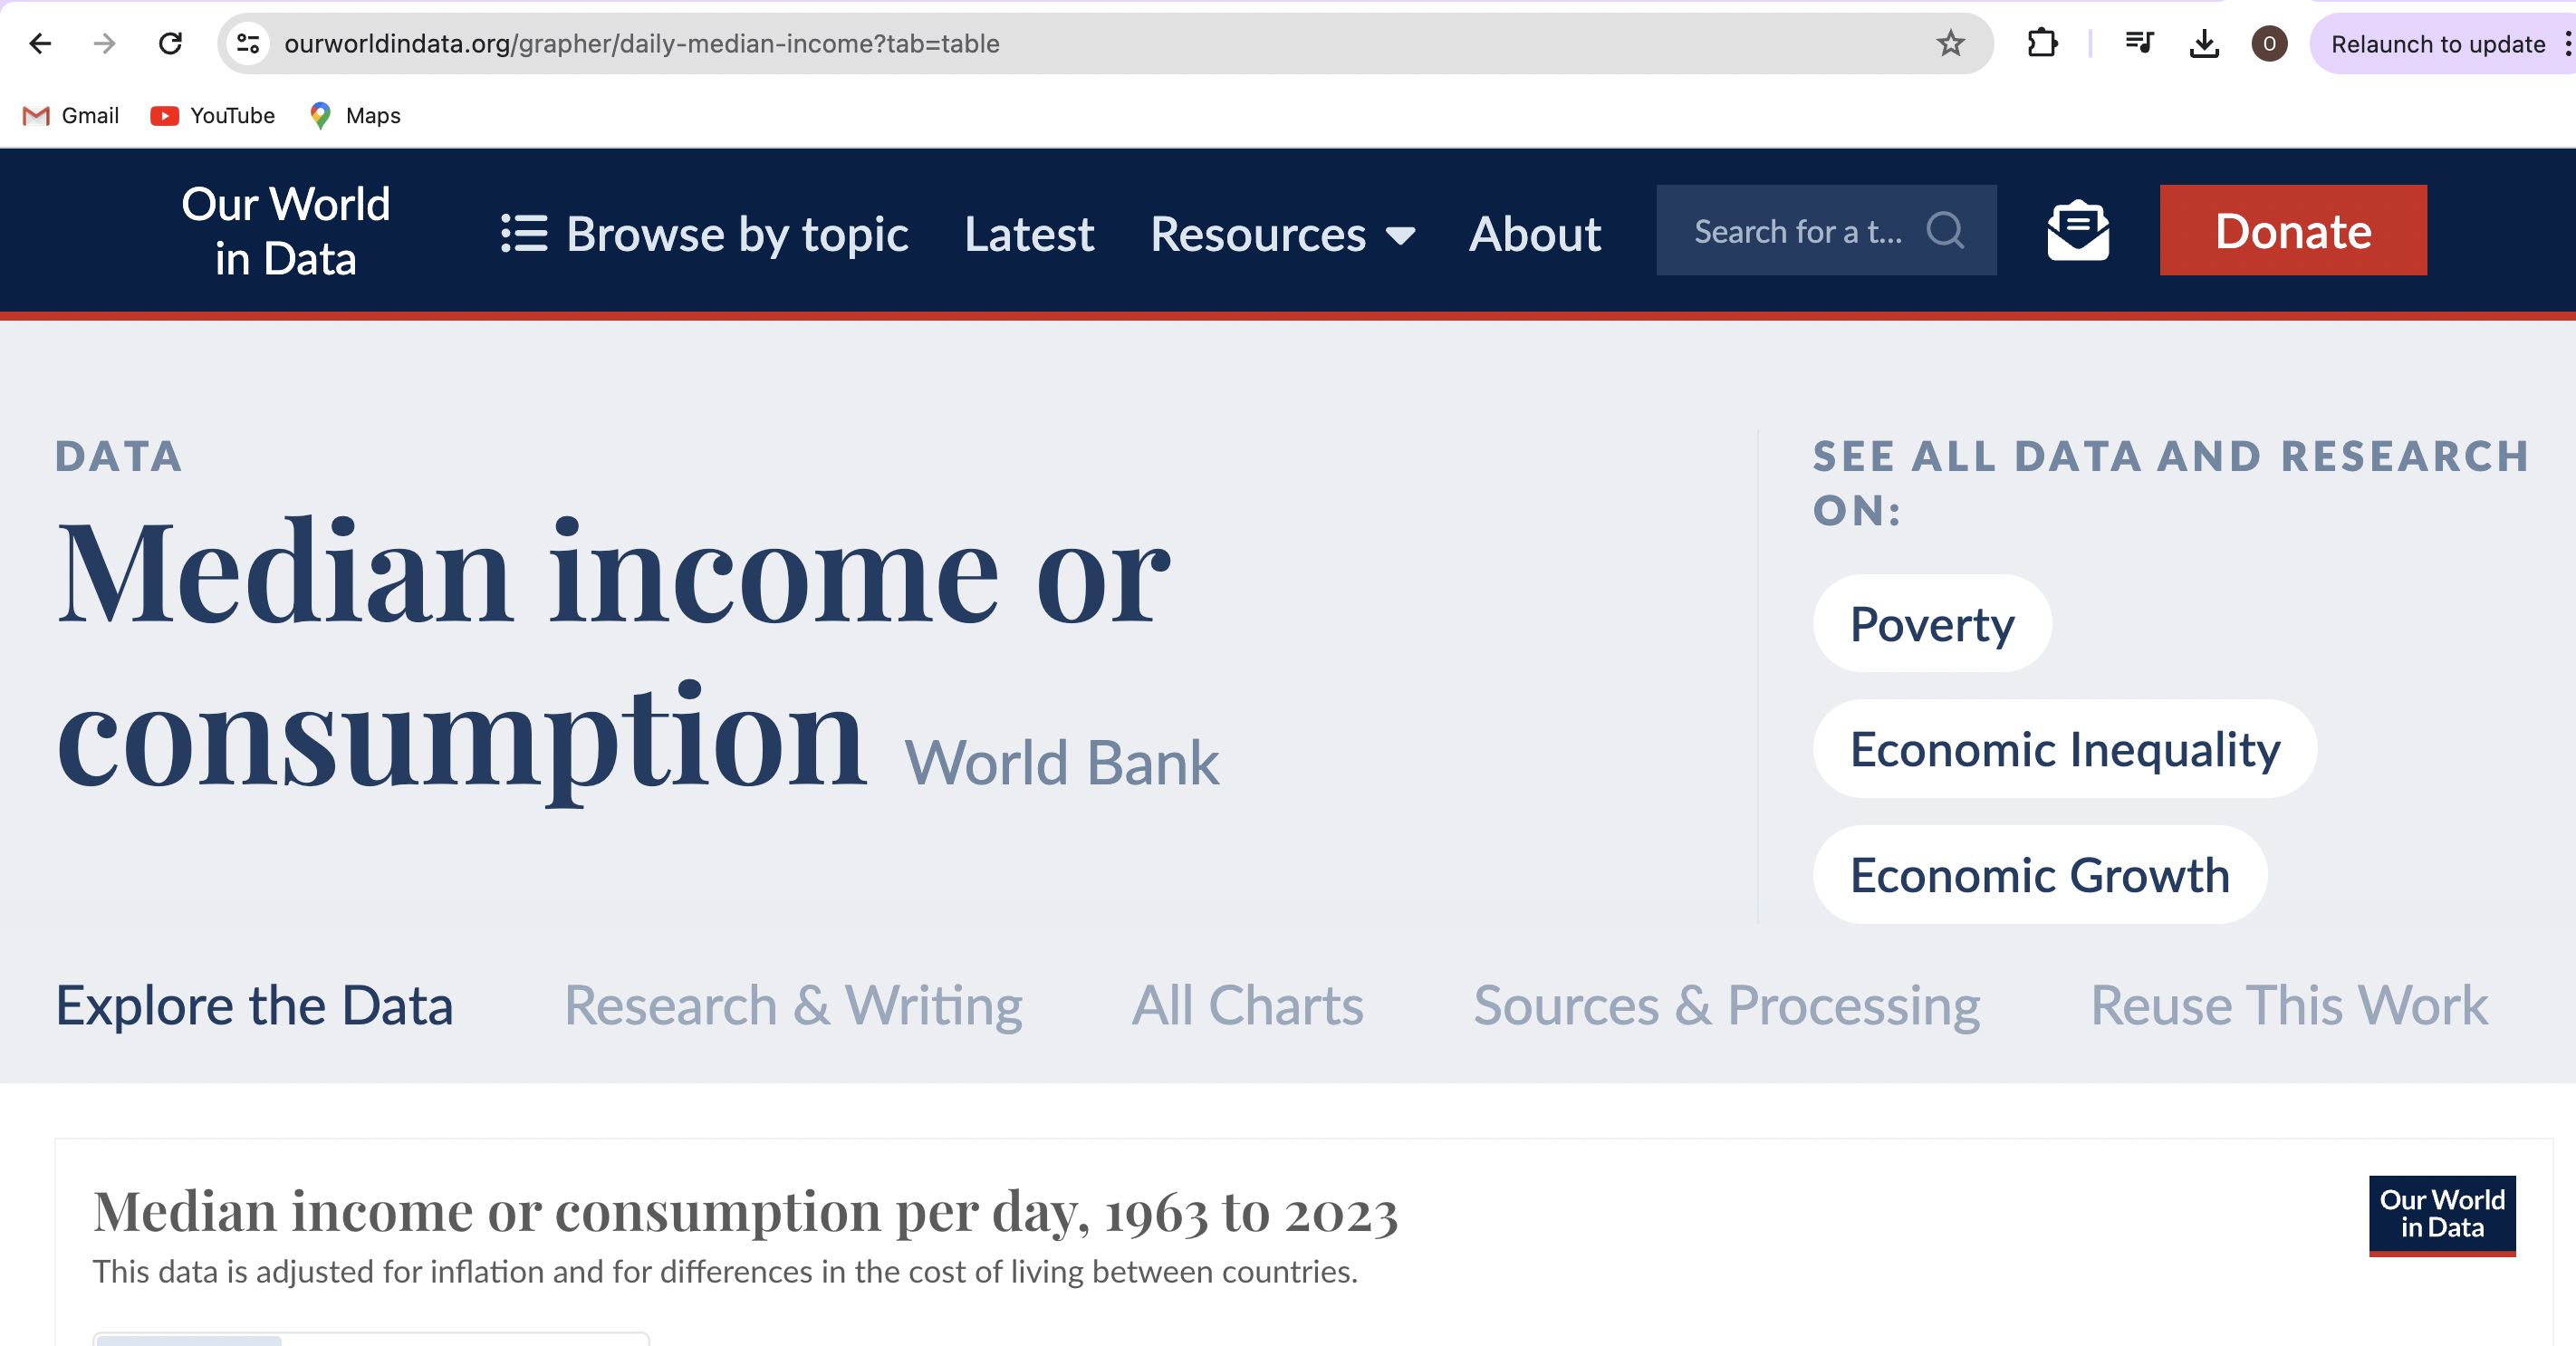 ourworldindata.org/grapher/daily-median-income?tab=table
O
Relaunch to update
Gmail
YouTube
Maps
Our World
in Data
Browse by topic
Latest
Resources
About
Search for a t...
Donate
DATA
Median income or
consumption World Bank
SEE ALL DATA AND RESEARCH
ON:
Poverty
Economic Inequality
Economic Growth
Explore the Data
Research & Writing
All Charts
Sources & Processing
Reuse This Work
Median income or consumption per day, 1963 to 2023
This data is adjusted for inflation and for differences in the cost of living between countries.
Our World
in Data